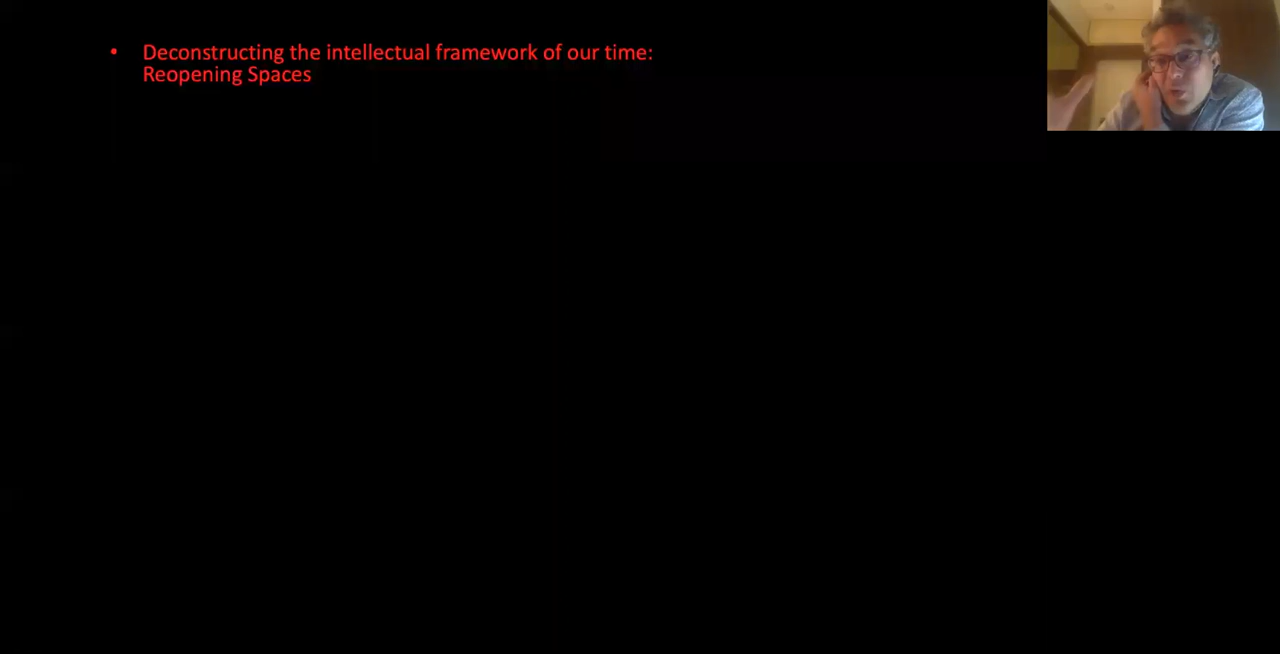 • Deconstructing the intellectual framework of our time:
Reopening Spaces